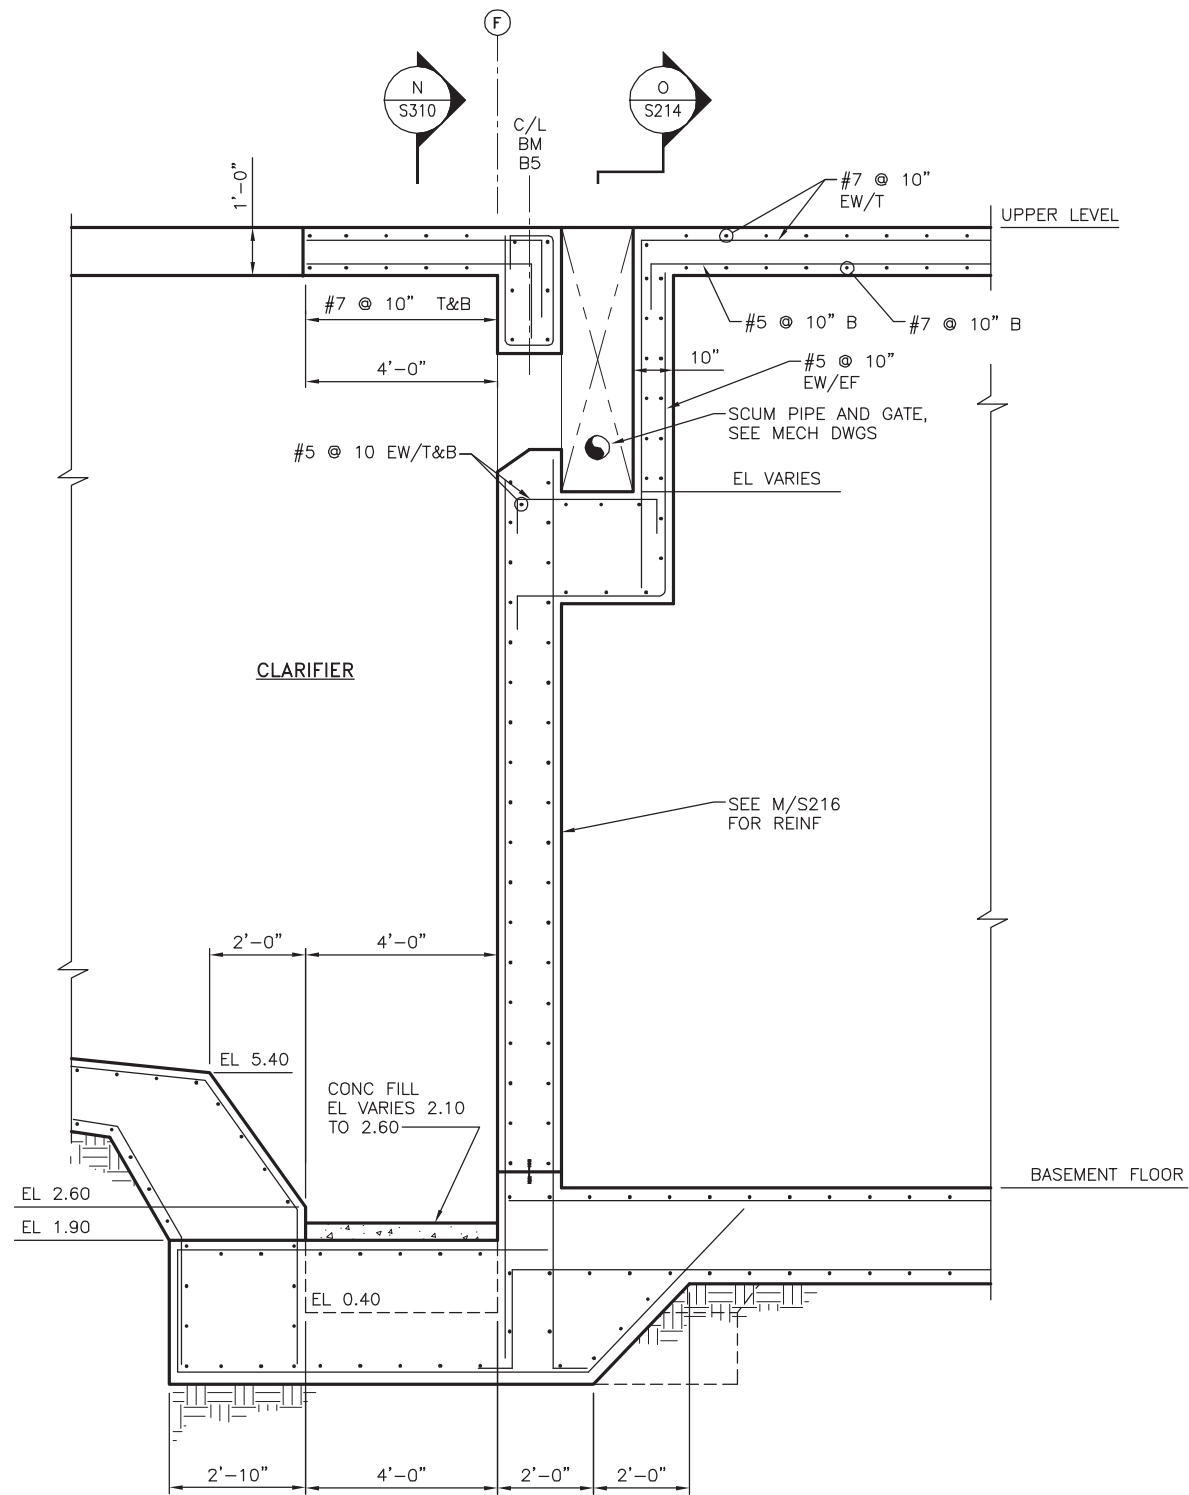 F
N
S310
O
S214
C/L
BM
B5
1'-0"
#7 @ 10"
EW/T
UPPER LEVEL
#7 @ 10" T&B
#5 @ 10" B
#7 @ 10" B
4'-0"
10"
#5 @ 10"
EW/EF
SCUM PIPE AND GATE,
SEE MECH DWGS
#5 @ 10 EW/T&B
EL VARIES
CLARIFIER
SEE M/S216
FOR REINF
2'-0"
4'-0"
EL 5.40
CONC FILL
EL VARIES 2.10
TO 2.60
BASEMENT FLOOR
EL 2.60
EL 1.90
EL 0.40
2'-10"
4'-0"
2'-0"
2'-0"